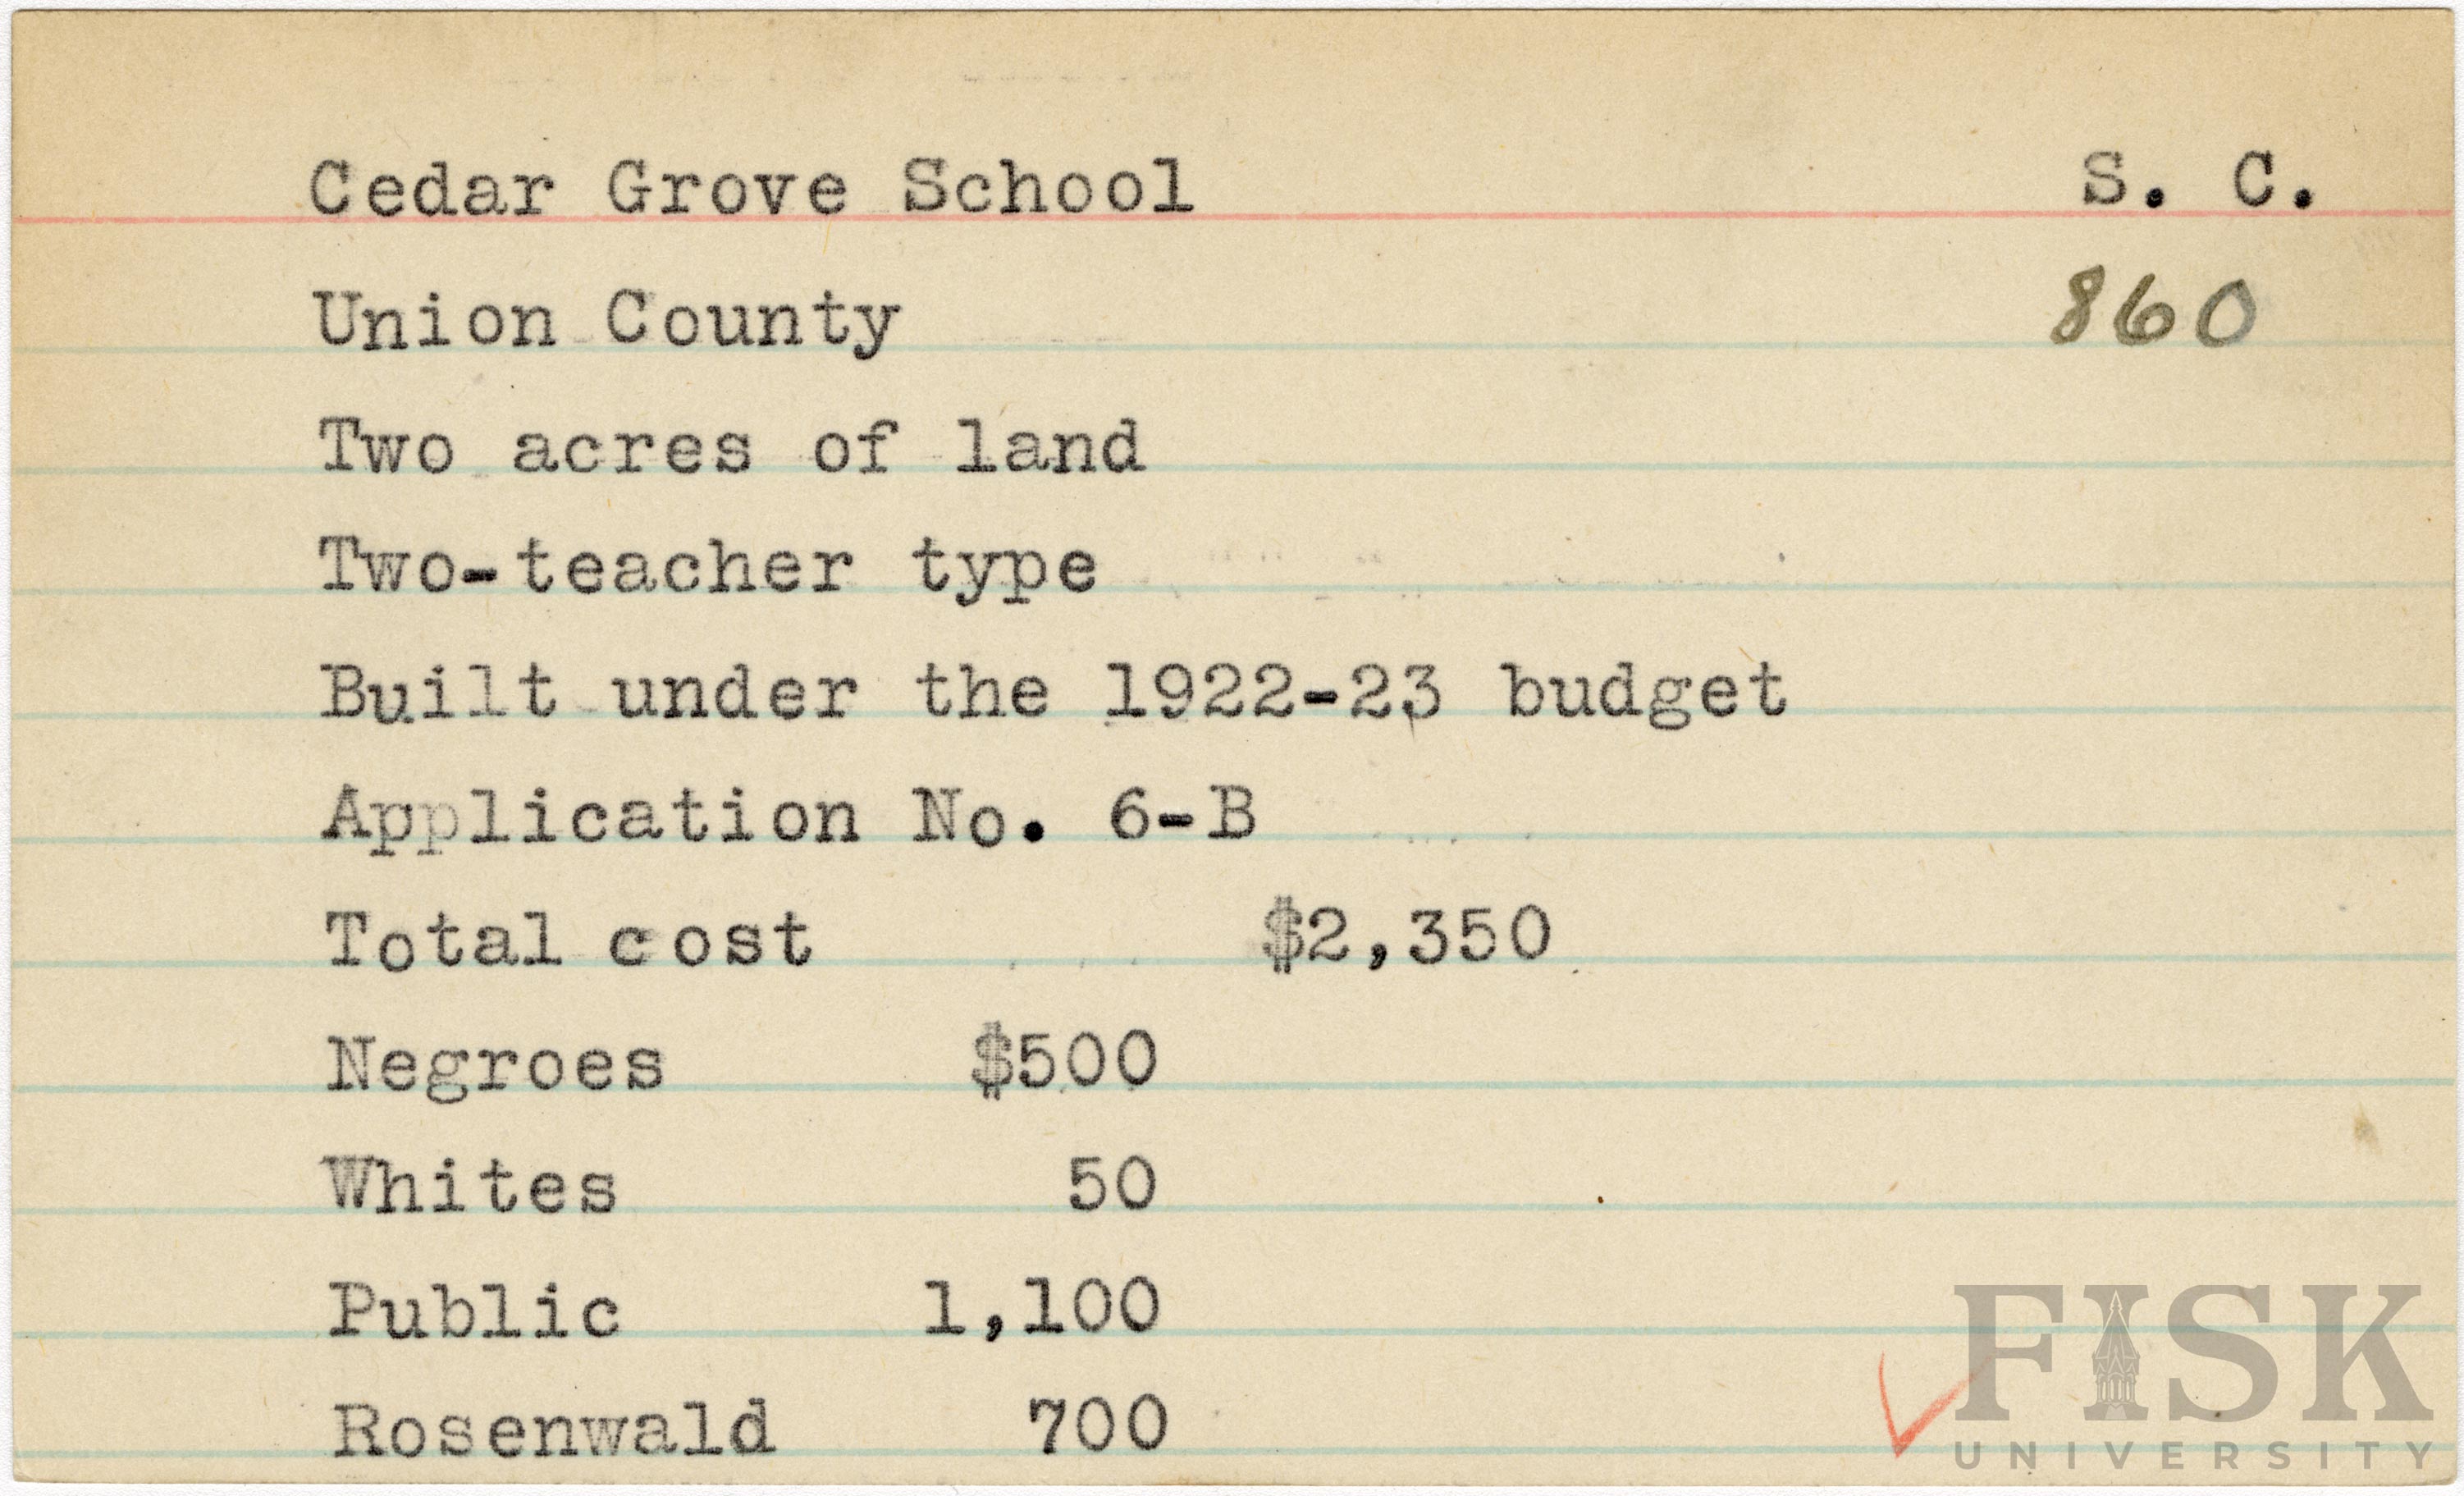 Cedar Grove School S. C.
Union County 860
Two acres of land
Two-teacher type
Built under the 1922-23 budget
Application No. 6-B
Total cost $2,350
Negroes $500
Whites 50
Public 1,100
Rosenwald 700
FISK
UNIVERSITY